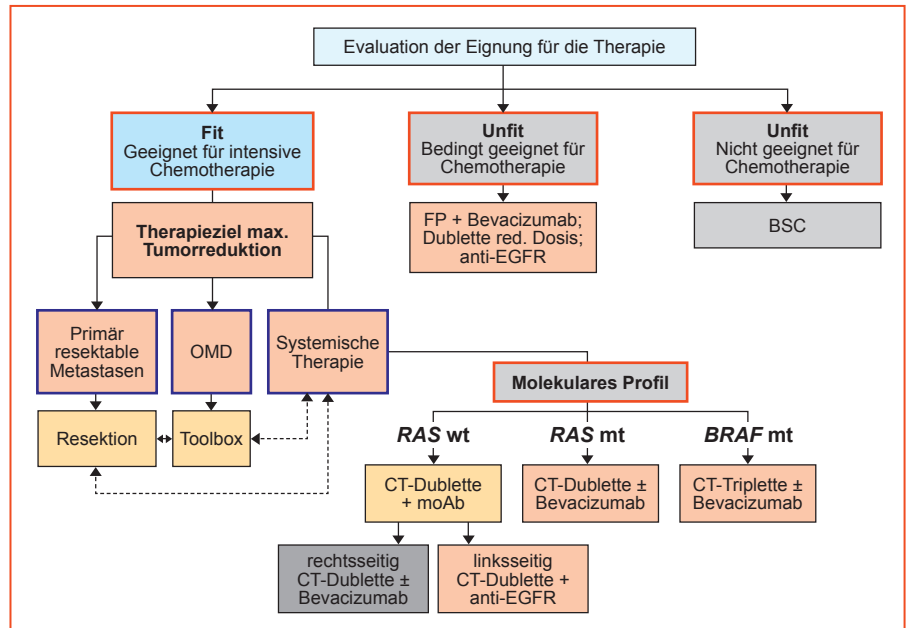 Evaluation der Eignung für die Therapie
Fit
Geeignet für intensive
Chemotherapie
Unfit
Bedingt geeignet für
Chemotherapie
Unfit
Nicht geeignet für
Chemotherapie
Therapieziel max.
Tumorreduktion
FP + Bevacizumab;
Dublette red. Dosis;
anti-EGFR
BSC
Primär
resektable
Metastasen
OMD
Systemische
Therapie
Molekulares Profil
Resektion
Toolbox
RAS wt
RAS mt
BRAF mt
CT-Dublette
+ moAb
CT-Dublette ±
Bevacizumab
CT-Triplette ±
Bevacizumab
rechtsseitig
CT-Dublette ±
Bevacizumab
linksseitig
CT-Dublette +
anti-EGFR